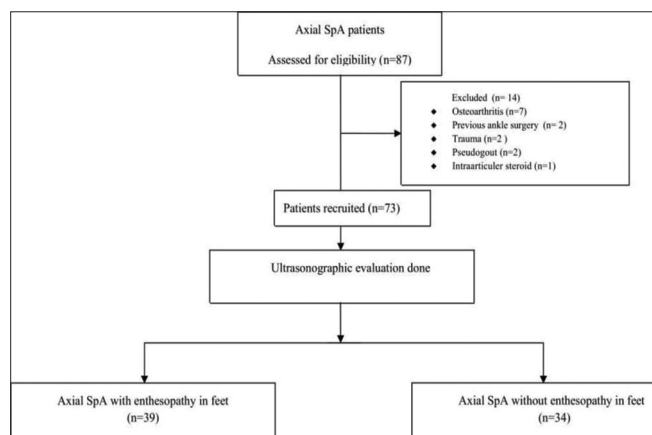 Axial SpA patients
Assessed for eligibility (n=87)
Excluded (n= 14)
◆ Osteoarthritis (n=7)
◆ Previous ankle surgery (n= 2)
◆ Trauma (n=2 )
◆ Pseudogout (n=2)
◆ Intraarticuler steroid (n=1)
Patients recruited (n=73)
Ultrasonographic evaluation done
Axial SpA with enthesopathy in feet
(n=39)
Axial SpA without enthesopathy in feet
(n=34)